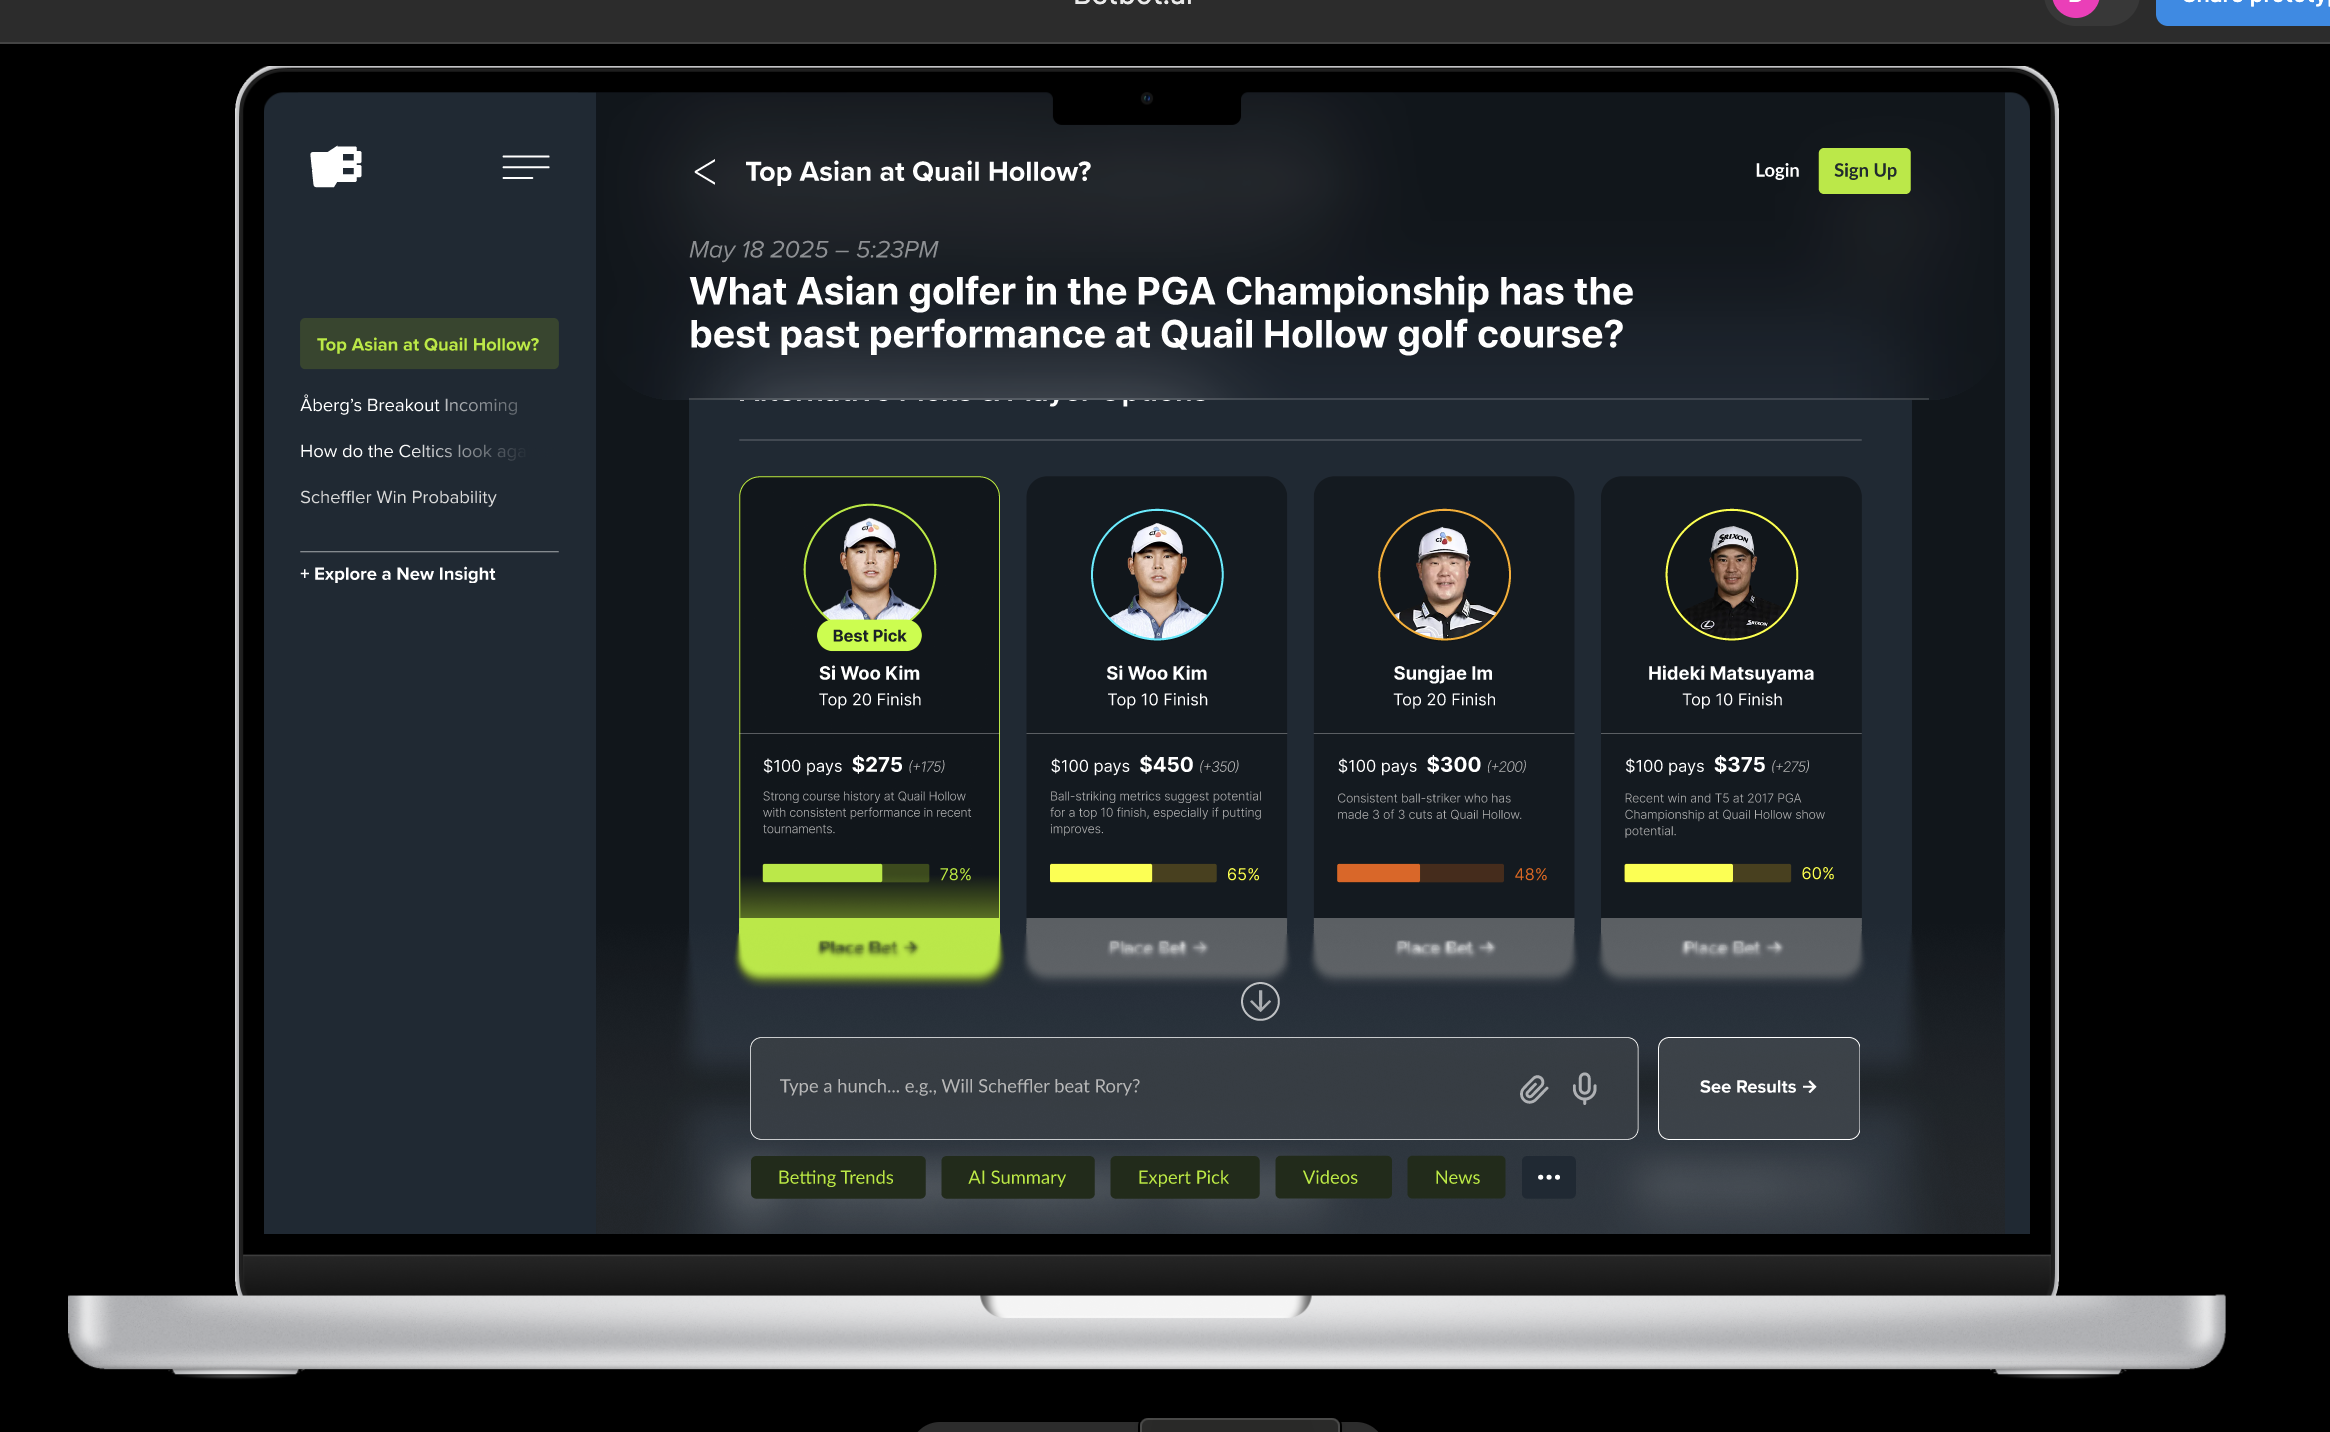 Top Asian at Quail Hollow?
Login
Sign Up
May 18 2025 – 5:23PM
What Asian golfer in the PGA Championship has the
best past performance at Quail Hollow golf course?
Top Asian at Quail Hollow?
Åberg's Breakout Incoming
How do the Celtics look aga
Scheffler Win Probability
+ Explore a New Insight
Best Pick
Si Woo Kim
Top 20 Finish
$100 pays $275 (+175)
Strong course history at Quail Hollow
with consistent performance in recent
tournaments.
78%
Place Bet →
Si Woo Kim
Top 10 Finish
$100 pays $450 (+350)
Ball-striking metrics suggest potential
for a top 10 finish, especially if putting
improves.
65%
Place Bet →
SRIXON
Sungjae Im
Top 20 Finish
$100 pays $300 (+200)
Consistent ball-striker who has
made 3 of 3 cuts at Quail Hollow.
48%
Place Bet →
Hideki Matsuyama
Top 10 Finish
$100 pays $375 (+275)
Recent win and T5 at 2017 PGA
Championship at Quail Hollow show
potential.
60%
Place Bet →
Type a hunch... e.g., Will Scheffler beat Rory?
See Results →
Betting Trends
AI Summary
Expert Pick
Videos
News
•••